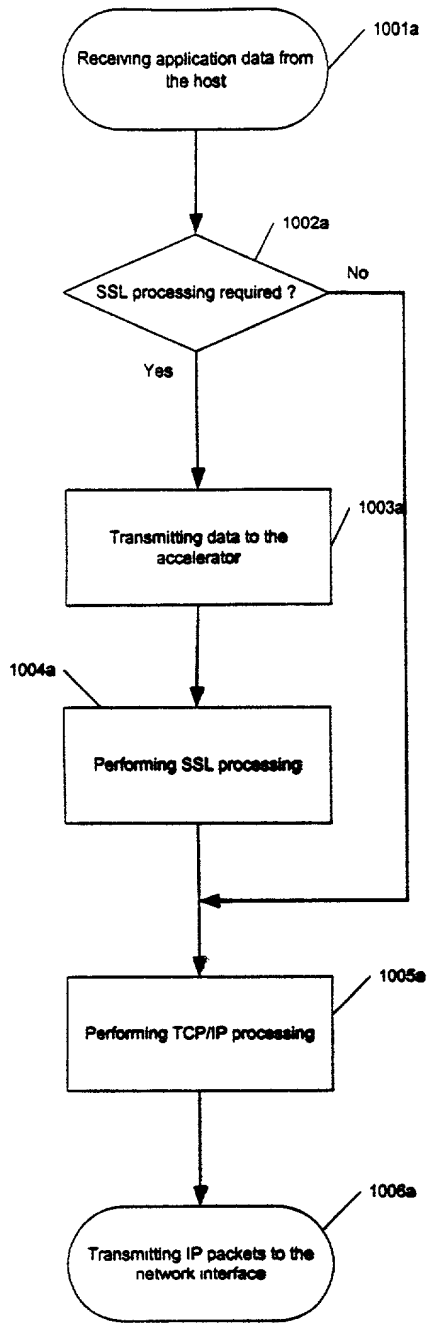 1001a
Receiving application data from
the host
1002a
SSL processing required ?
No
Yes
1003a
Transmitting data to the
accelerator
1004a
Performing SSL processing
1005a
Performing TCP/IP processing
1006a
Transmitting IP packets to the
network interface